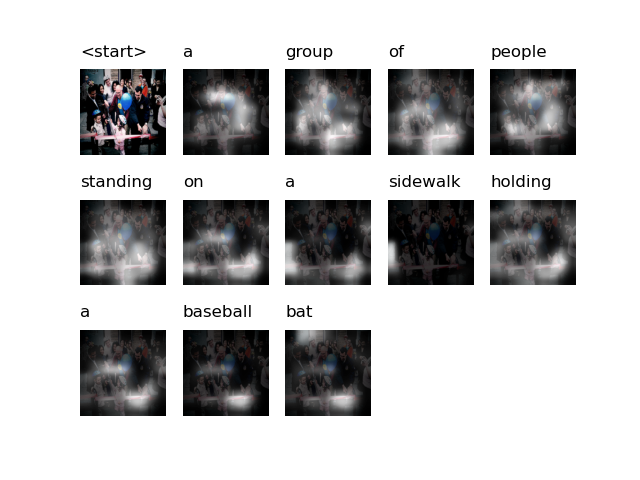 <start> a group of people
standing on a sidewalk holding
a baseball bat